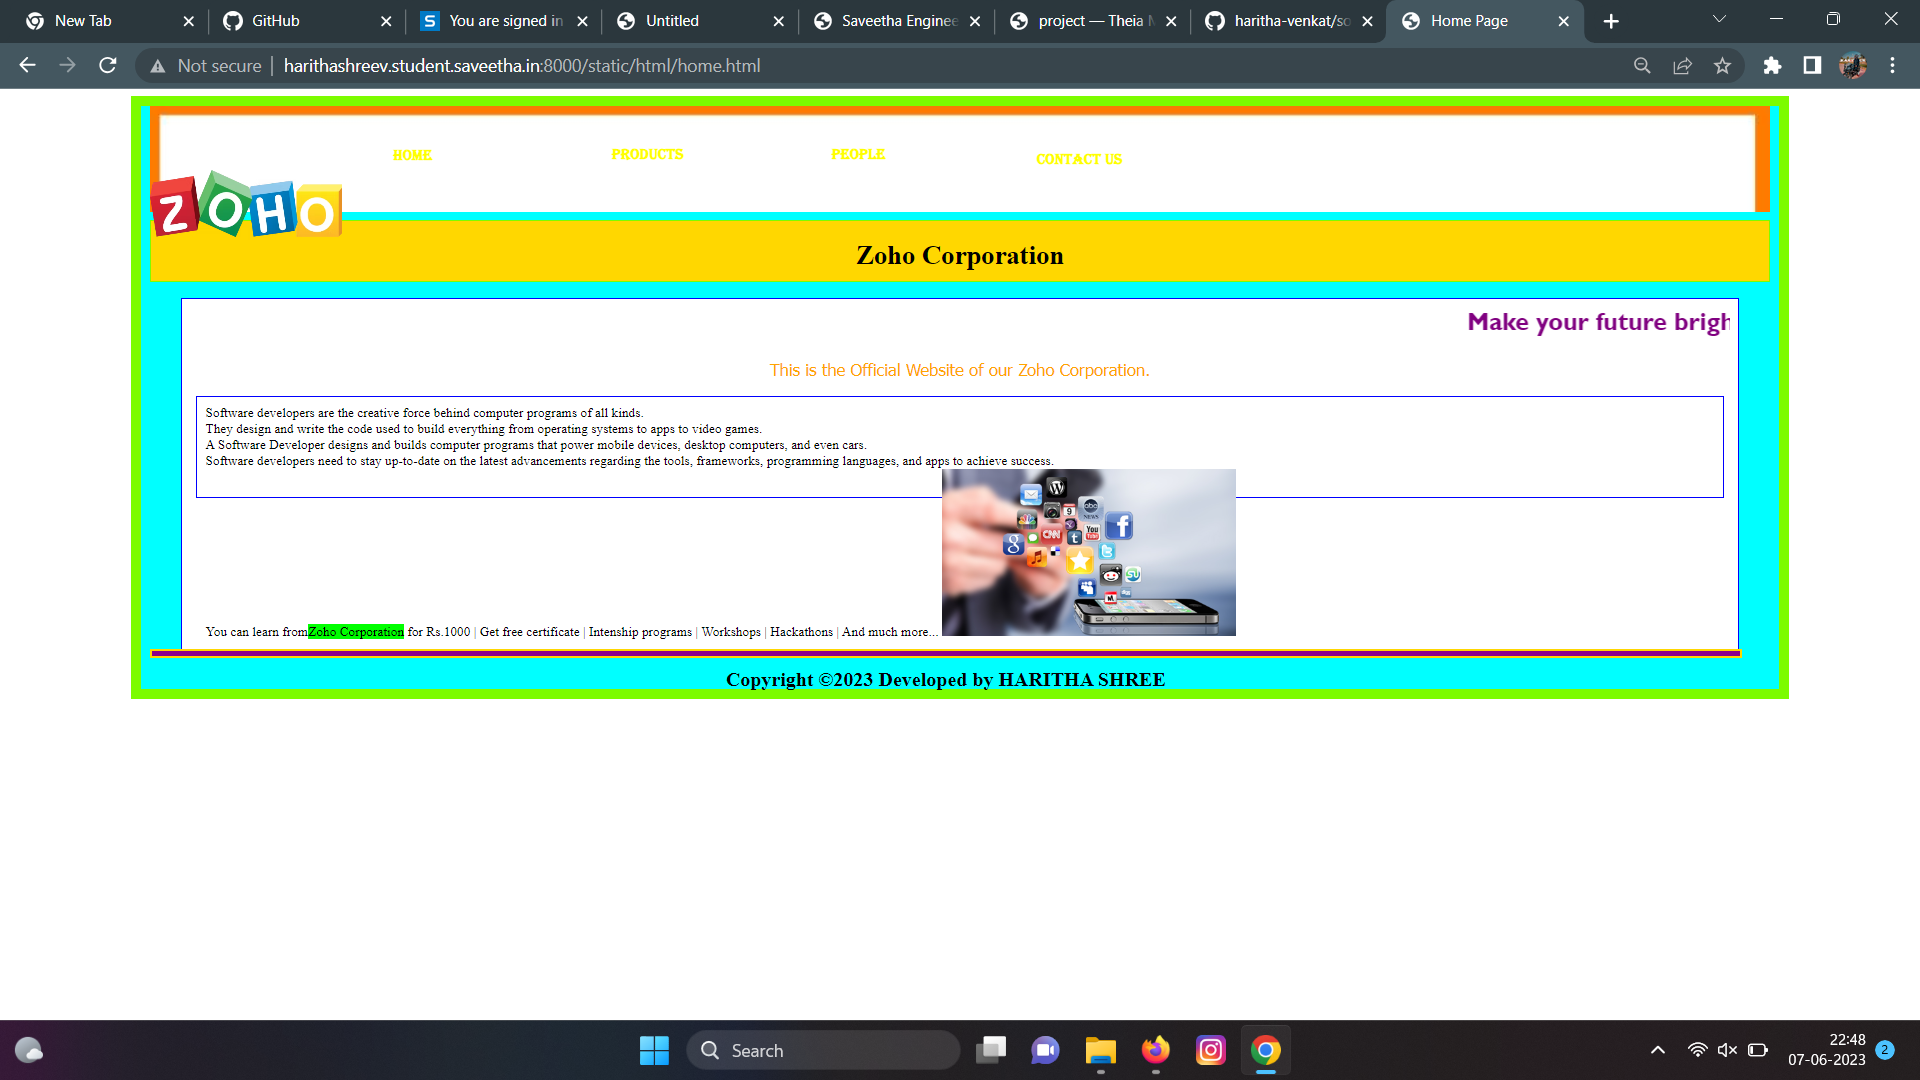 New Tab
GitHub
You are signed in
Untitled
Saveetha Enginee
project — Theia
haritha-venkat/so
Home Page
Not secure
harithashreev.student.saveetha.in:8000/static/html/home.html
HOME
PRODUCTS
PEOPLE
CONTACT US
ZOHO
Zoho Corporation
Make your future brigh
This is the Official Website of our Zoho Corporation.
Software developers are the creative force behind computer programs of all kinds.
They design and write the code used to build everything from operating systems to apps to video games.
A Software Developer designs and builds computer programs that power mobile devices, desktop computers, and even cars.
Software developers need to stay up-to-date on the latest advancements regarding the tools, frameworks, programming languages, and apps to achieve success.
abc
NEWS
9
CNN
You
You can learn fromZoho Corporation for Rs.1000 | Get free certificate | Intenship programs | Workshops | Hackathons | And much more...
Copyright ©2023 Developed by HARITHA SHREE
Search
22:48
07-06-2023
2